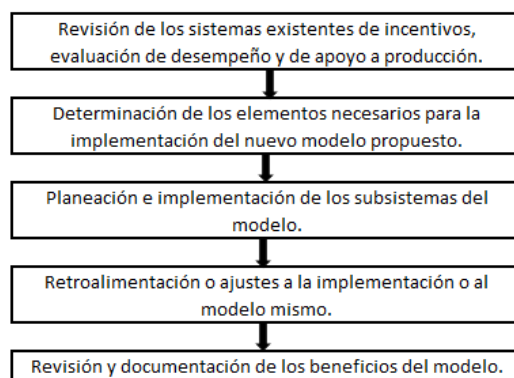 Revisión de los sistemas existentes de incentivos,
evaluación de desempeño y de apoyo a producción.
Determinación de los elementos necesarios para la
implementación del nuevo modelo propuesto.
Planeación e implementación de los subsistemas del
modelo.
Retroalimentación o ajustes a la implementación o al
modelo mismo.
Revisión y documentación de los beneficios del modelo.